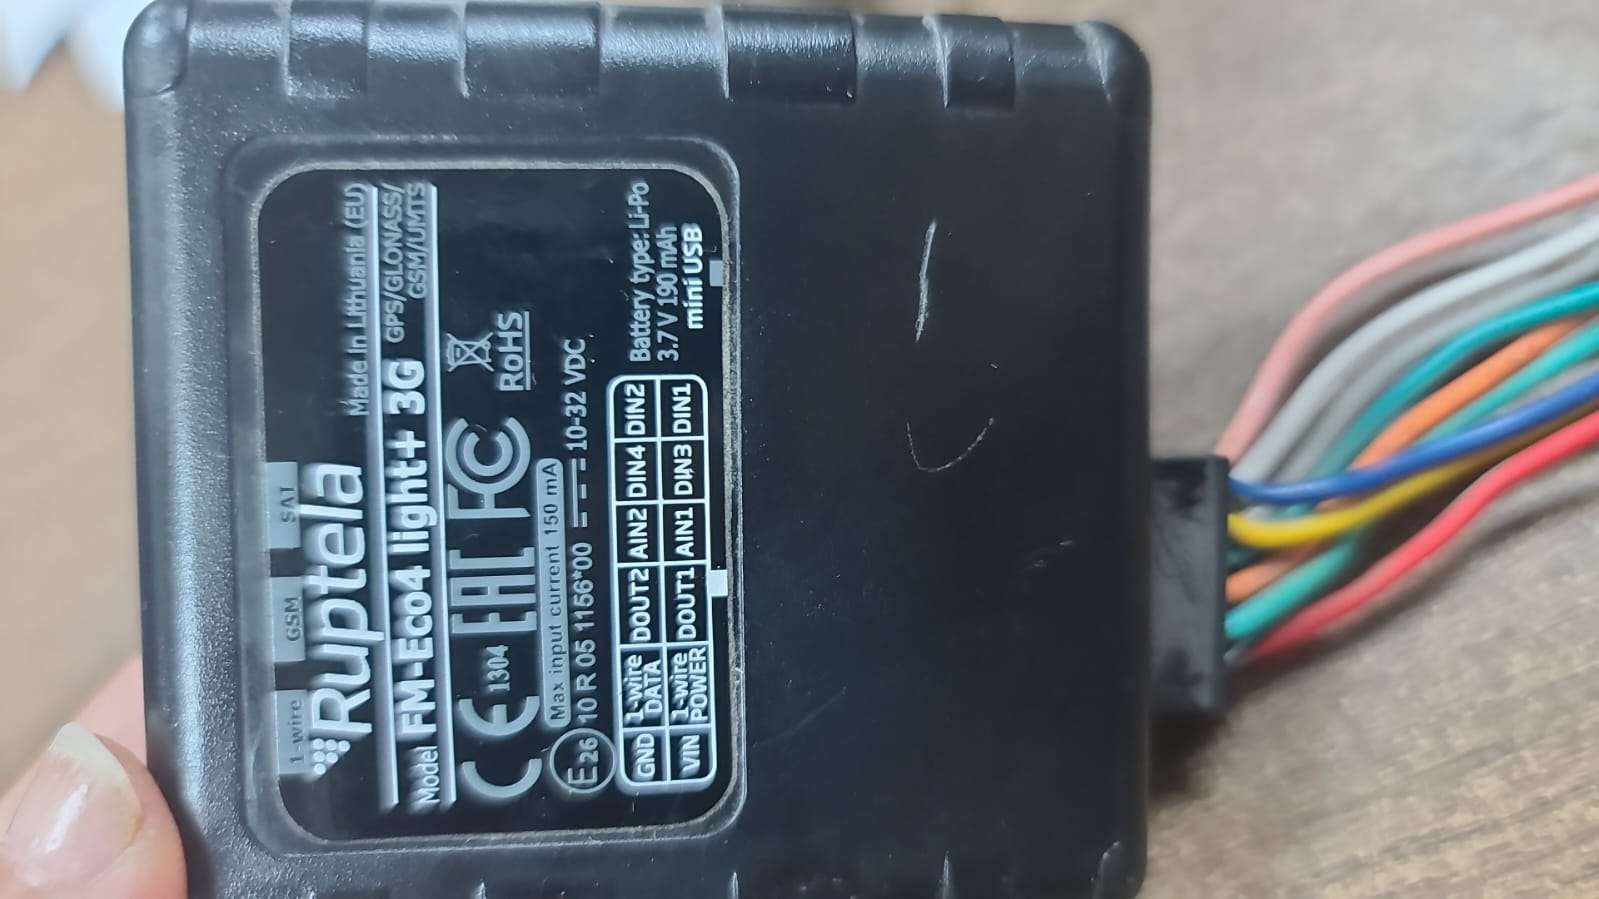 1-wire GSM SAT
Ruptela
Made in Lithuania (EU)
Model FM-Eco4 light+ 3G GPS/GLONASS/
GSM/UMTS
CE 1304 EAC FC
RoHS
Max input current 150 mA
E26 10 R 05 1156*00 10-32 VDC
GND 1-wire DATA DOUT2 AIN2 DIN4 DIN2
VIN 1-wire POWER DOUT1 AIN1 DIN3 DIN1
Battery type: Li-Po
3.7 V 190 mAh
mini USB